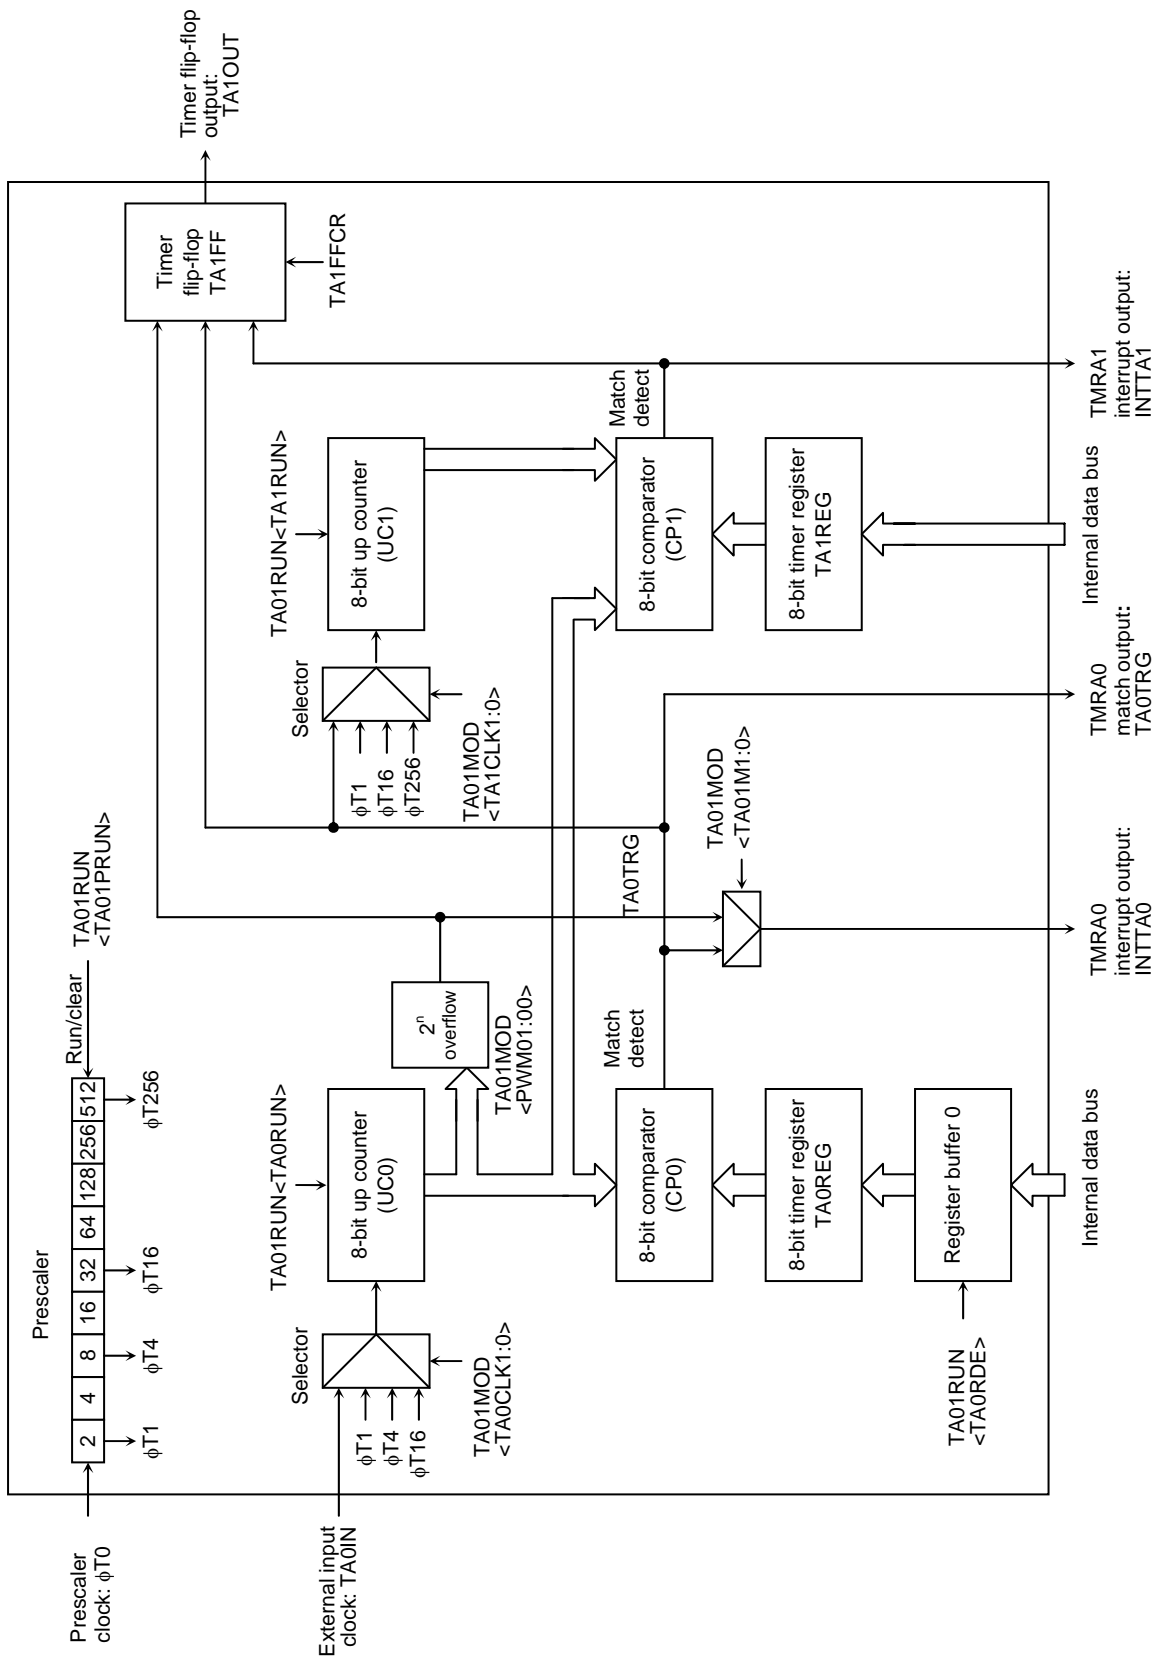 Prescaler
clock: ϕT0
Prescaler
2
4
8
16
32
64
128
256
512
Run/clear
TA01RUN
<TA01PRUN>
ϕT1
ϕT4
ϕT16
ϕT256
External input
clock: TA0IN
ϕT1
ϕT4
ϕT16
Selector
TA01MOD
<TA0CLK1:0>
TA01RUN<TA0RUN>
8-bit up counter
(UC0)
2ⁿ
overflow
TA01MOD
<PWM01:00>
TA0TRG
Selector
ϕT1
ϕT16
ϕT256
TA01MOD
<TA1CLK1:0>
TA01RUN<TA1RUN>
8-bit up counter
(UC1)
Timer
flip-flop
TA1FF
TA1FFCR
Timer flip-flop
output:
TA1OUT
8-bit comparator
(CP0)
Match
detect
8-bit comparator
(CP1)
Match
detect
TA01MOD
<TA01M1:0>
8-bit timer register
TA0REG
8-bit timer register
TA1REG
TA01RUN
<TA0RDE>
Register buffer 0
Internal data bus
TMRA0
interrupt output:
INTTA0
TMRA0
match output:
TA0TRG
Internal data bus
TMRA1
interrupt output:
INTTA1